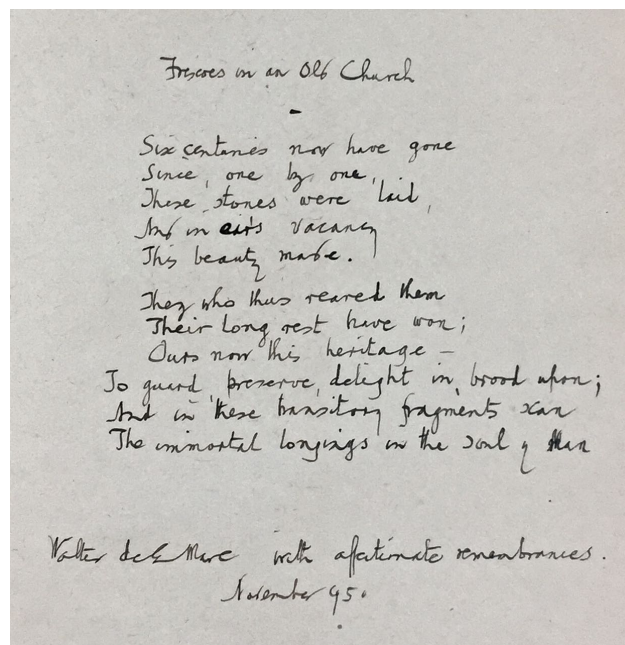 Frescoes in an Old Church
Six centuries now have gone
Since, one by one,
These stones were laid,
And in air's vacancy
This beauty made.
They who thus reared them
Their long rest have won;
Ours now this heritage —
To guard, preserve, delight in, brood upon;
And in these transitory fragments scan
The immortal longings in the soul of Man
Walter de la Mare with affectionate remembrances.
November 45.